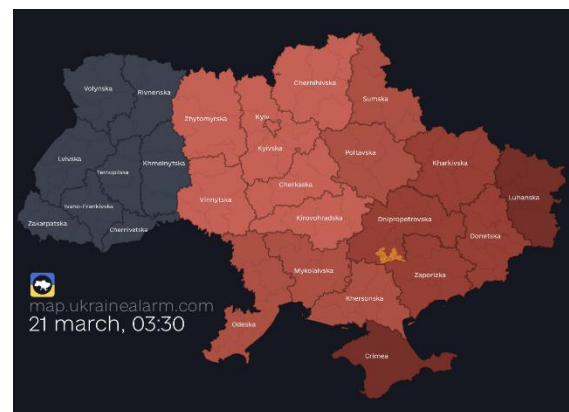 Chernihivska
Volynska
Rivnenska
Sumska
Zhytomyrska
Kyiv
Kyivska
Poltavska
Lvivska
Khmelnytska
Kharkivska
Ternopilska
Cherkaska
Vinnytska
Luhanska
Ivano-Frankivska
Kirovohradska
Dnipropetrovska
Zakarpatska
Chernivetska
Donetska
Mykolaivska
Zaporizka
Khersonska
Odeska
Crimea
map.ukrainealarm.com
21 march, 03:30